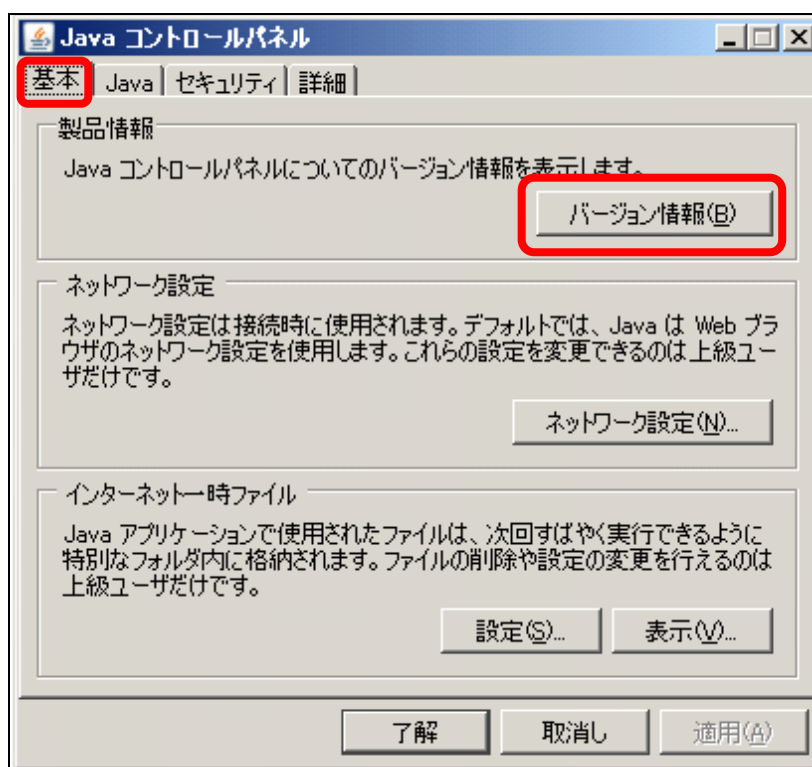 Java コントロールパネル
基本 Java セキュリティ 詳細
製品情報
Java コントロールパネルについてのバージョン情報を表示します。
バージョン情報(B)
ネットワーク設定
ネットワーク設定は接続時に使用されます。デフォルトでは、Java は Web ブラ
ウザのネットワーク設定を使用します。これらの設定を変更できるのは上級ユー
ザだけです。
ネットワーク設定(N)...
インターネット一時ファイル
Java アプリケーションで使用されたファイルは、次回すばやく実行できるように
特別なフォルダ内に格納されます。ファイルの削除や設定の変更を行えるのは
上級ユーザだけです。
設定(S)... 表示(V)...
了解 取消し 適用(A)